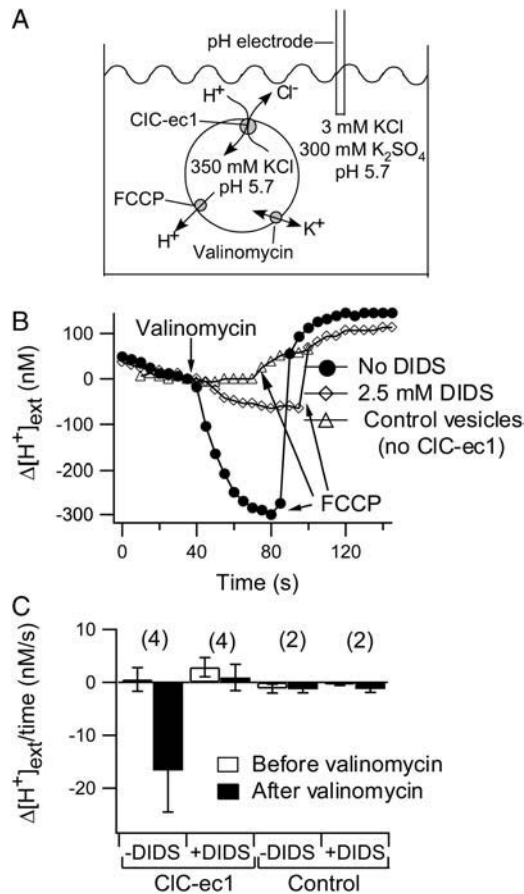 A
pH electrode
H+
Cl-
ClC-ec1
3 mM KCl
300 mM K2SO4
pH 5.7
350 mM KCl
pH 5.7
FCCP
H+
K+
Valinomycin
B
Valinomycin
100
0
-100
-200
-300
Δ[H+]ext (nM)
No DIDS
2.5 mM DIDS
Control vesicles
(no ClC-ec1)
FCCP
0 40 80 120
Time (s)
C
10
0
-10
-20
Δ[H+]ext/time (nM/s)
(4) (4) (2) (2)
Before valinomycin
After valinomycin
-DIDS +DIDS -DIDS +DIDS
ClC-ec1 Control